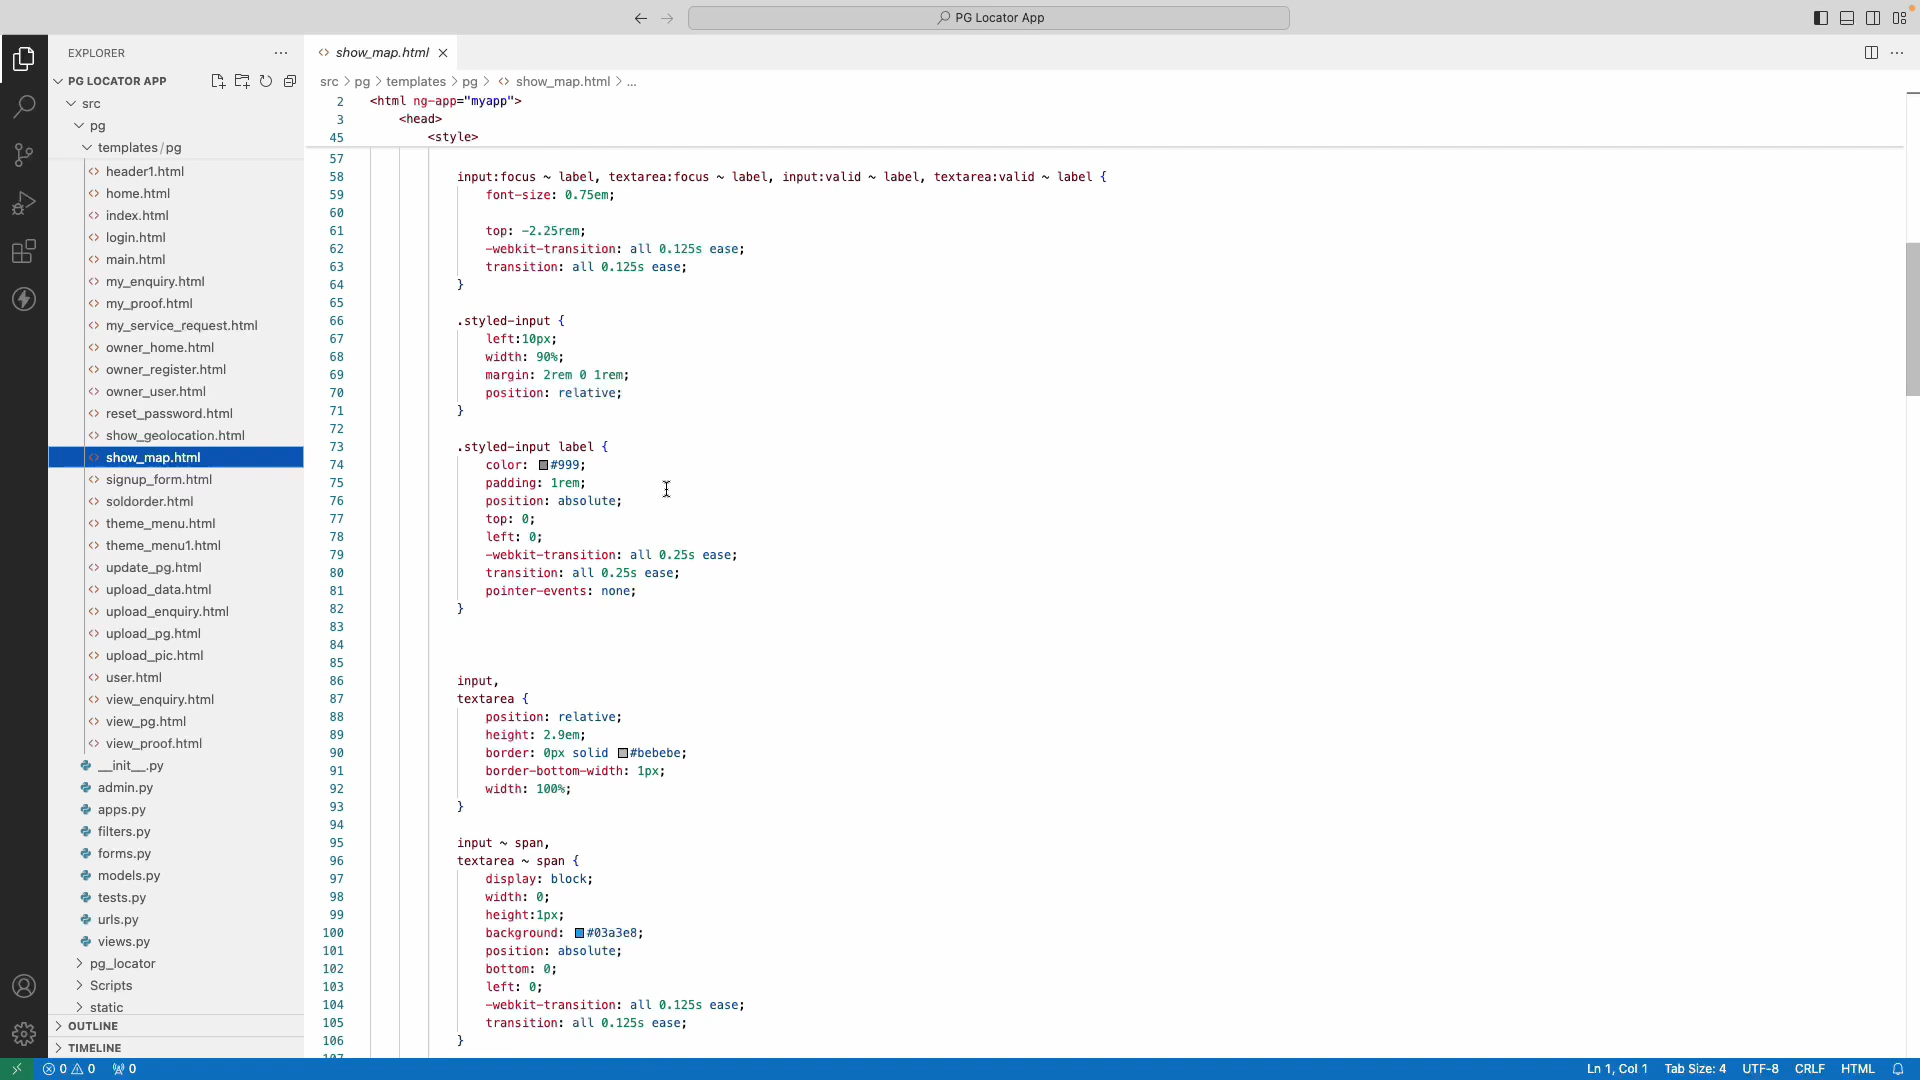 PG Locator App
EXPLORER
PG LOCATOR APP
src
pg
templates/pg
header1.html
home.html
index.html
login.html
main.html
my_enquiry.html
my_proof.html
my_service_request.html
owner_home.html
owner_register.html
owner_user.html
reset_password.html
show_geolocation.html
show_map.html
signup_form.html
soldorder.html
theme_menu.html
theme_menu1.html
update_pg.html
upload_data.html
upload_enquiry.html
upload_pg.html
upload_pic.html
user.html
view_enquiry.html
view_pg.html
view_proof.html
__init__.py
admin.py
apps.py
filters.py
forms.py
models.py
tests.py
urls.py
views.py
pg_locator
Scripts
static
OUTLINE
TIMELINE
show_map.html
src > pg > templates > pg > show_map.html > ...
2 <html ng-app="myapp">
3 <head>
45 <style>
57
58 input:focus ~ label, textarea:focus ~ label, input:valid ~ label, textarea:valid ~ label {
59 font-size: 0.75em;
60
61 top: -2.25rem;
62 -webkit-transition: all 0.125s ease;
63 transition: all 0.125s ease;
64 }
65
66 .styled-input {
67 left:10px;
68 width: 90%;
69 margin: 2rem 0 1rem;
70 position: relative;
71 }
72
73 .styled-input label {
74 color: #999;
75 padding: 1rem;
76 position: absolute;
77 top: 0;
78 left: 0;
79 -webkit-transition: all 0.25s ease;
80 transition: all 0.25s ease;
81 pointer-events: none;
82 }
83
84
85
86 input,
87 textarea {
88 position: relative;
89 height: 2.9em;
90 border: 0px solid #bebebe;
91 border-bottom-width: 1px;
92 width: 100%;
93 }
94
95 input ~ span,
96 textarea ~ span {
97 display: block;
98 width: 0;
99 height:1px;
100 background: #03a3e8;
101 position: absolute;
102 bottom: 0;
103 left: 0;
104 -webkit-transition: all 0.125s ease;
105 transition: all 0.125s ease;
106 }
107
0 0 0
Ln 1, Col 1 Tab Size: 4 UTF-8 CRLF HTML